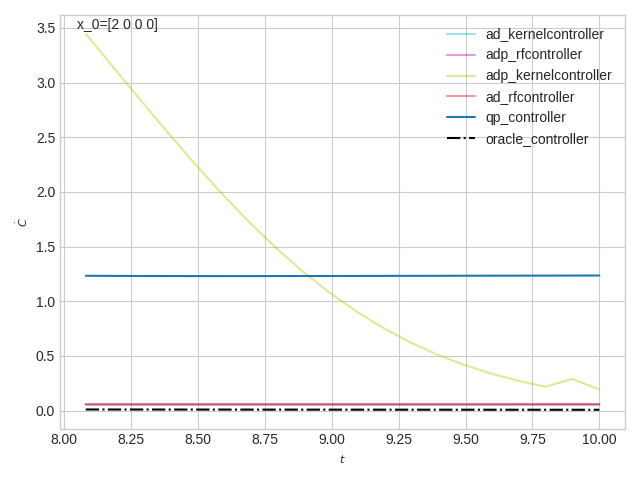 x_0=[2 0 0 0]
ad_kernelcontroller
adp_rfcontroller
adp_kernelcontroller
ad_rfcontroller
qp_controller
oracle_controller
3.5
3.0
2.5
2.0
1.5
1.0
0.5
0.0
Ċ
8.00 8.25 8.50 8.75 9.00 9.25 9.50 9.75 10.00
t